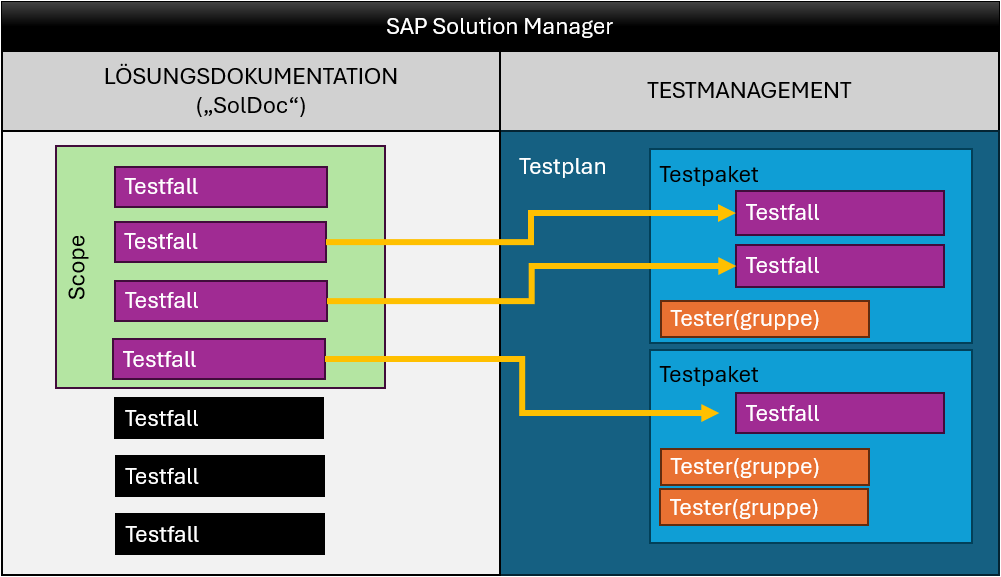 SAP Solution Manager
LÖSUNGSDOKUMENTATION
(„SolDoc“)
TESTMANAGEMENT
Scope
Testfall
Testfall
Testfall
Testfall
Testfall
Testfall
Testfall
Testplan
Testpaket
Testfall
Testfall
Tester(gruppe)
Testpaket
Testfall
Tester(gruppe)
Tester(gruppe)